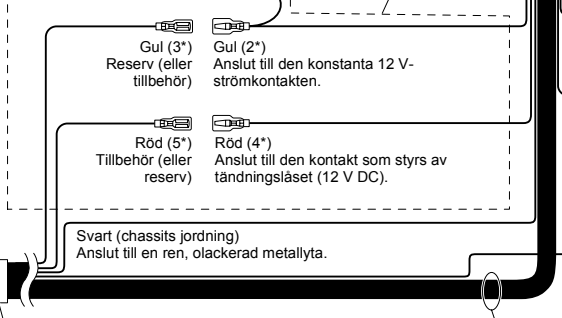 Gul (3*)
Reserv (eller
tillbehör)
Gul (2*)
Anslut till den konstanta 12 V-
strömkontakten.
Röd (5*)
Tillbehör (eller
reserv)
Röd (4*)
Anslut till den kontakt som styrs av
tändningslåset (12 V DC).
Svart (chassits jordning)
Anslut till en ren, olackerad metallyta.